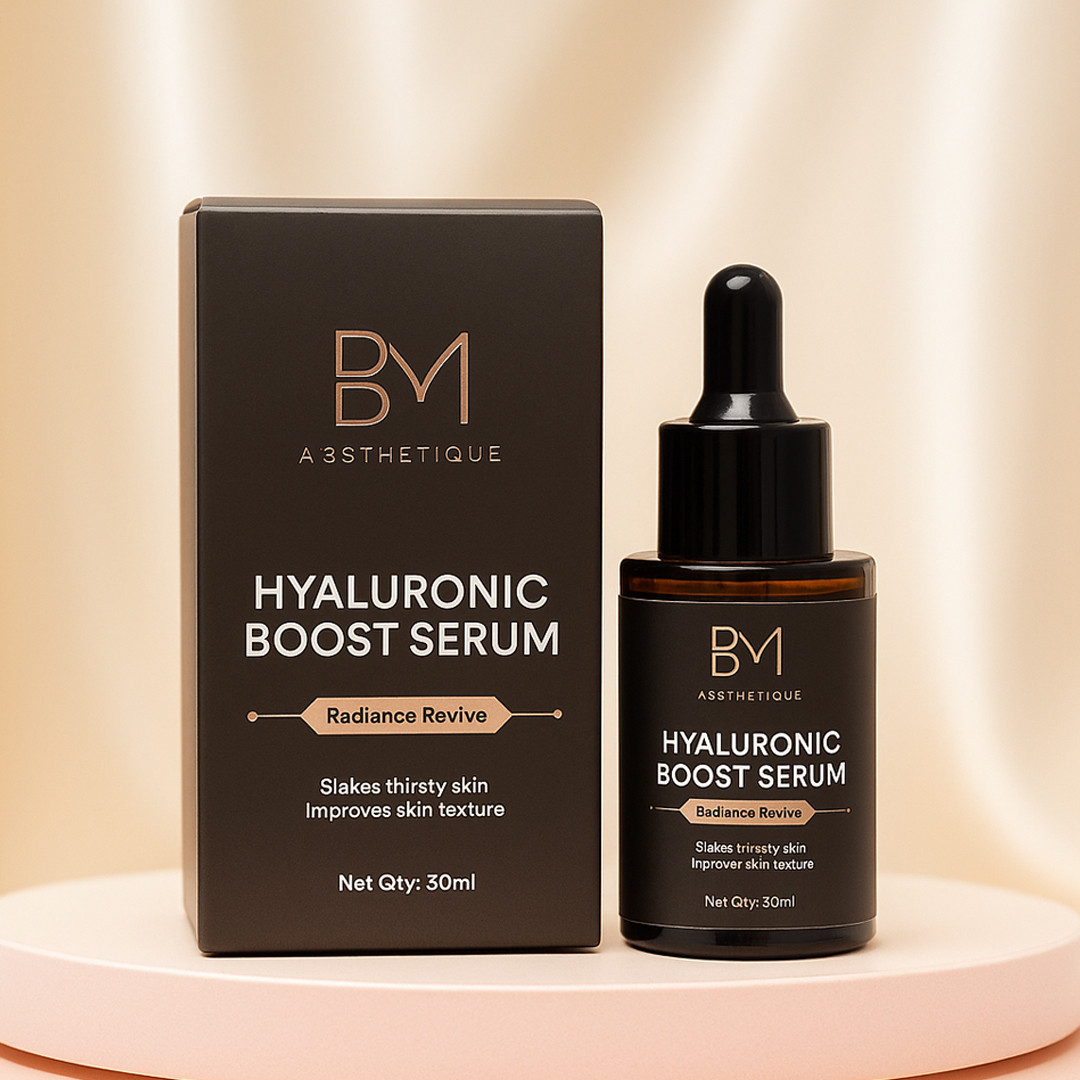 BM
A'3STHETIQUE
HYALURONIC
BOOST SERUM
Radiance Revive
Slakes thirsty skin
Improves skin texture
Net Qty: 30ml
BM
ASSTHETIQUE
HYALURONIC
BOOST SERUM
Badiance Revive
Slakes trirssty skin
Inprover skin texture
Net Qty: 30ml